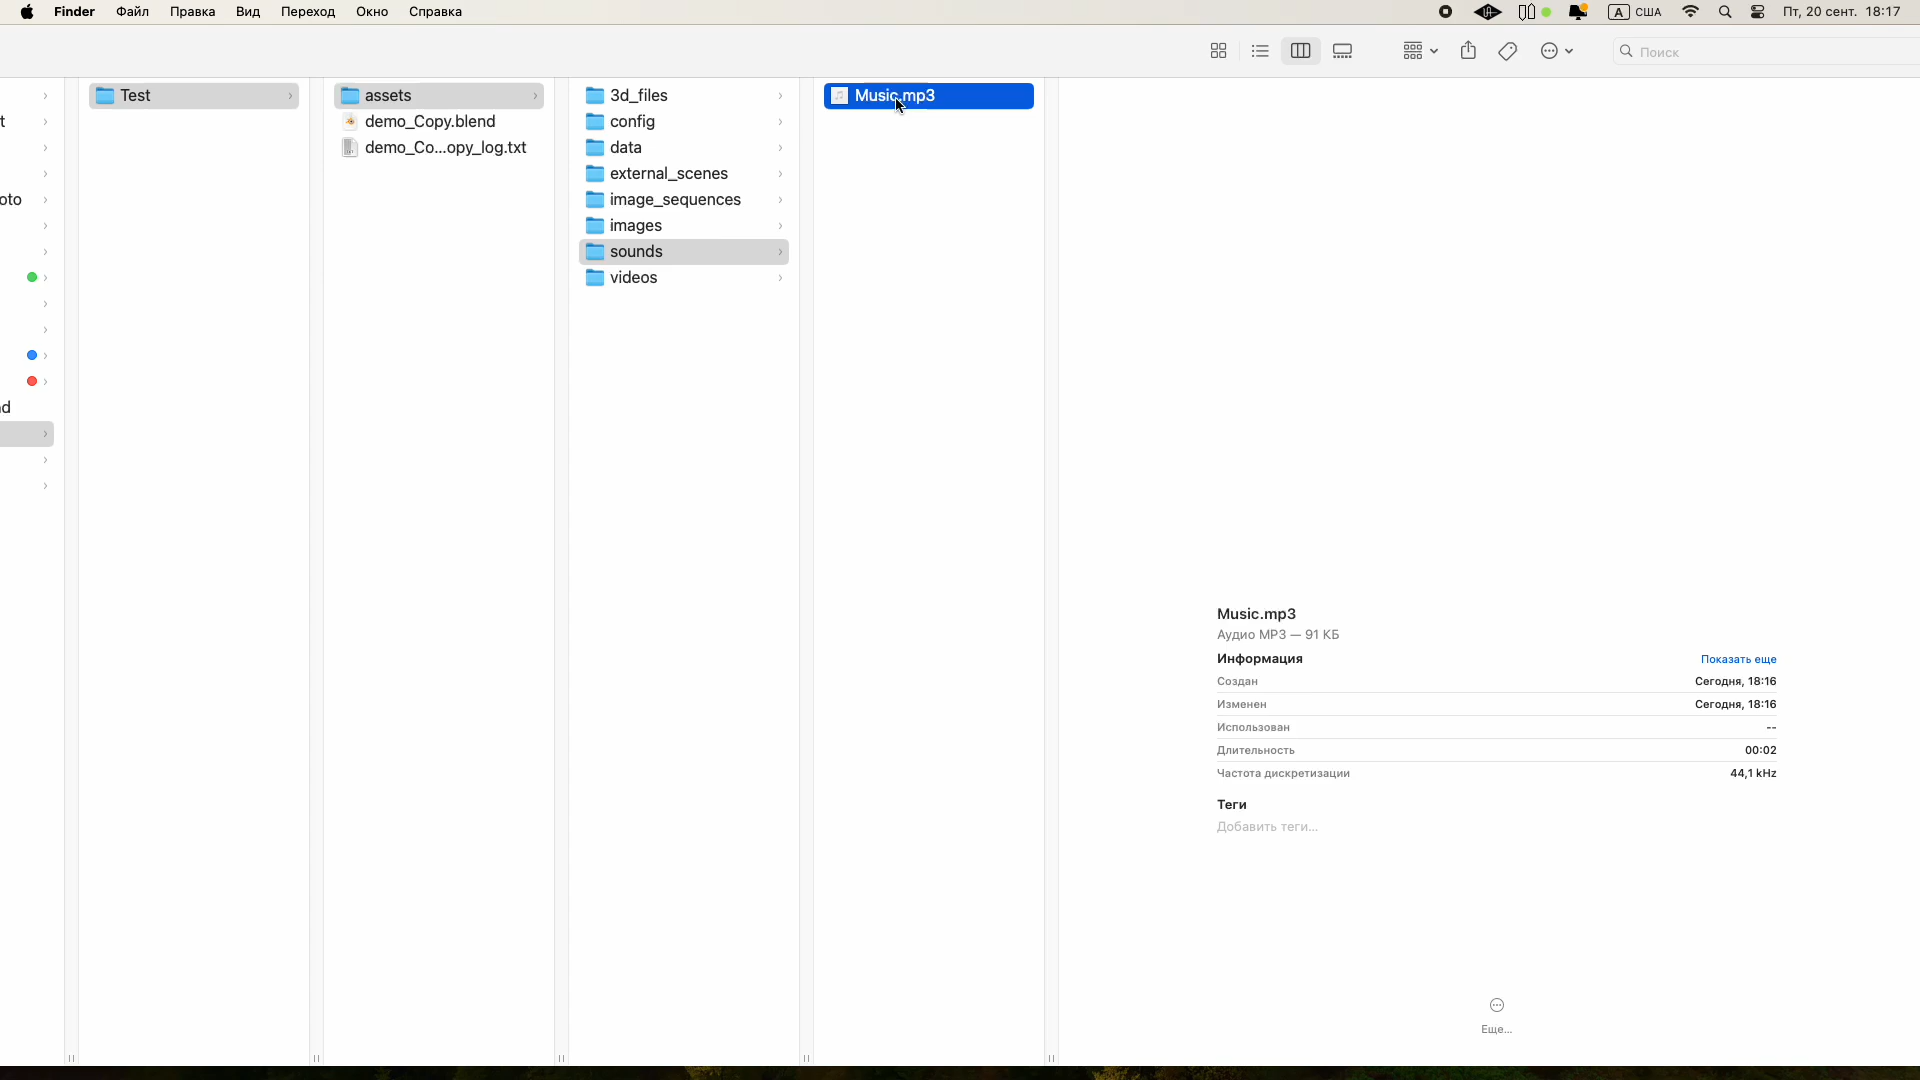 Finder Файл Правка Вид Переход Окно Справка
A США Пт, 20 сент. 18:17
Поиск
t
oto
nd
Test
assets
demo_Copy.blend
demo_Co...opy_log.txt
3d_files
config
data
external_scenes
image_sequences
images
sounds
videos
Music.mp3
Music.mp3
Аудио MP3 — 91 КБ
Информация Показать еще
Создан Сегодня, 18:16
Изменен Сегодня, 18:16
Использован --
Длительность 00:02
Частота дискретизации 44,1 kHz
Теги
Добавить теги...
Еще...